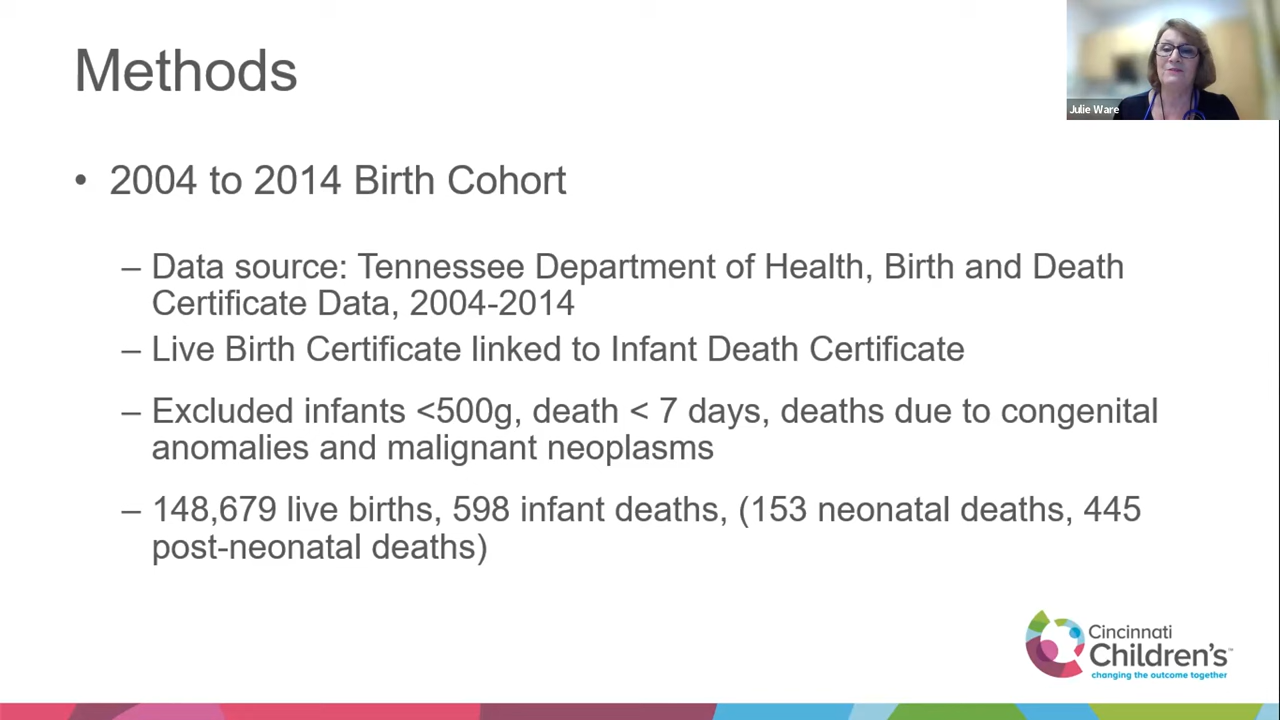 Methods
Julie Ware
• 2004 to 2014 Birth Cohort
– Data source: Tennessee Department of Health, Birth and Death
Certificate Data, 2004-2014
– Live Birth Certificate linked to Infant Death Certificate
– Excluded infants <500g, death < 7 days, deaths due to congenital
anomalies and malignant neoplasms
– 148,679 live births, 598 infant deaths, (153 neonatal deaths, 445
post-neonatal deaths)
Cincinnati
Children's™
changing the outcome together